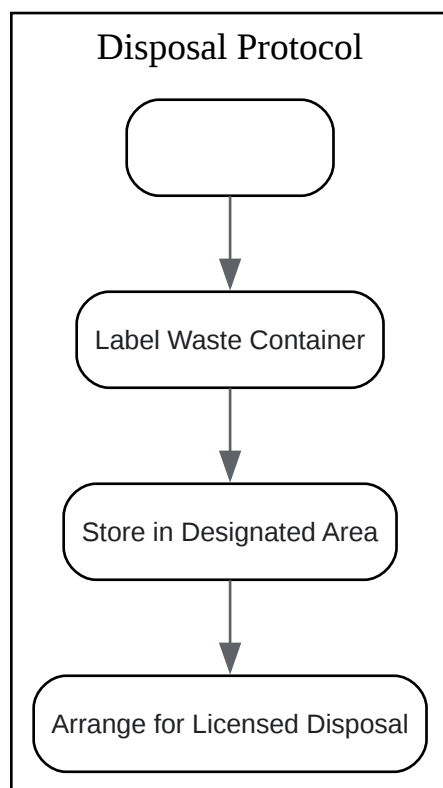 Disposal Protocol
Label Waste Container
Store in Designated Area
Arrange for Licensed Disposal